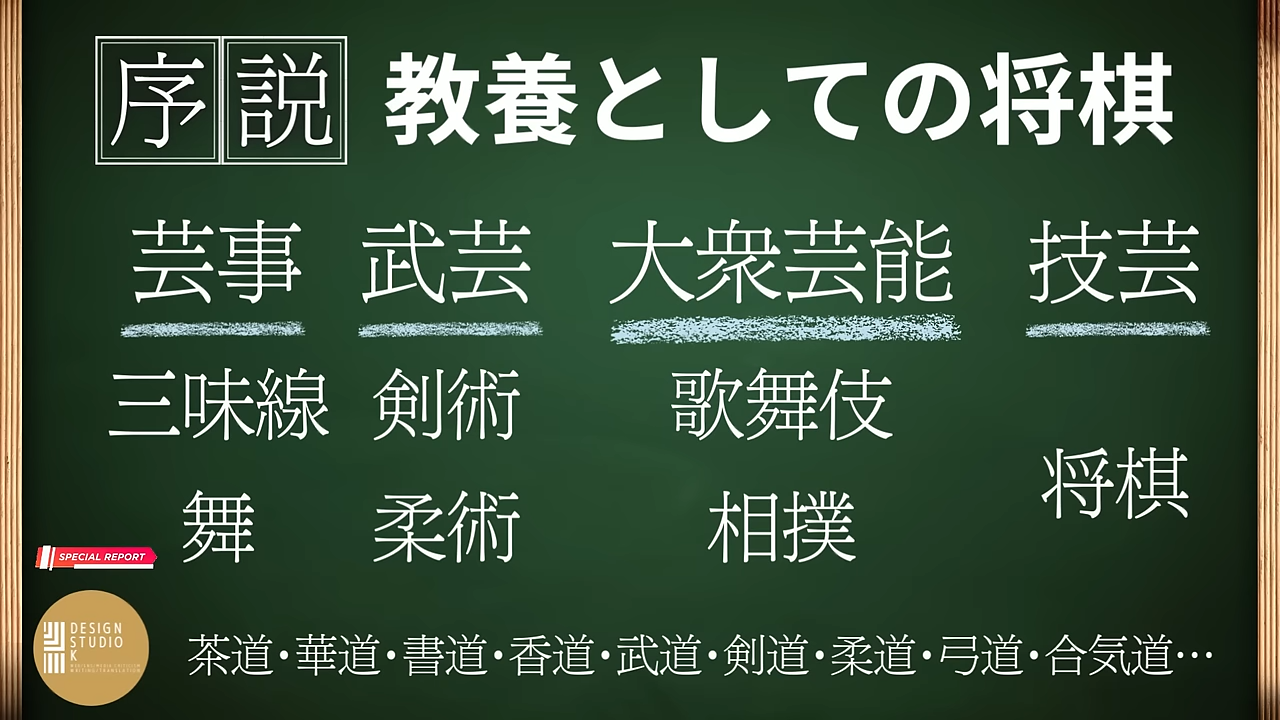 序説 教養としての将棋
芸事 武芸 大衆芸能 技芸
三味線 剣術 歌舞伎
将棋
舞 柔術 相撲
SPECIAL REPORT
DESIGN
STUDIO
K
茶道・華道・書道・香道・武道・剣道・柔道・弓道・合気道…